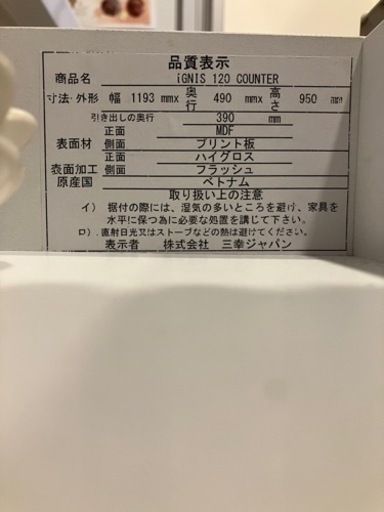 品質表示
商品名 iGNIS 120 COUNTER
寸法・外形 幅 1193 mmx 奥行 490 mmx 高さ 950 mm
引き出しの奥行 390 mm
表面材 正面 MDF
側面 プリント板
表面加工 正面 ハイグロス
側面 フラッシュ
原産国 ベトナム
取り扱い上の注意
イ) 据付の際には、湿気の多いところを避け、家具を
水平に保つ為に必要な処置を講じて下さい。
ロ). 直射日光又はストーブなどの熱は避けてください。
表示者 株式会社 三幸ジャパン